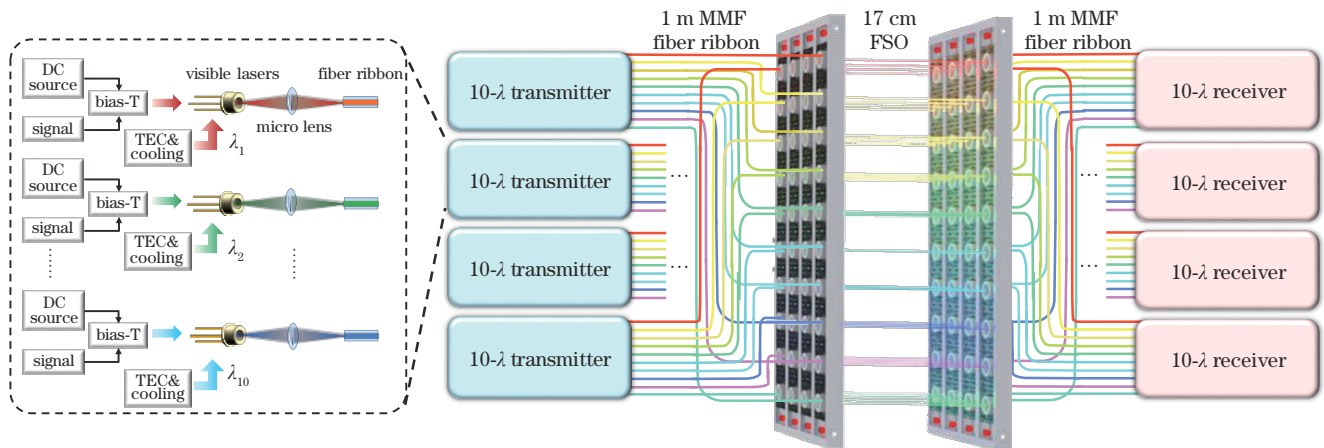 DC
source
bias-T
signal
TEC&
cooling
λ1
visible lasers
fiber ribbon
micro lens
DC
source
bias-T
signal
TEC&
cooling
λ2
......
......
DC
source
bias-T
signal
TEC&
cooling
λ10
1 m MMF
fiber ribbon
17 cm
FSO
1 m MMF
fiber ribbon
10-λ transmitter
10-λ transmitter
...
10-λ transmitter
...
10-λ transmitter
10-λ receiver
...
10-λ receiver
...
10-λ receiver
10-λ receiver